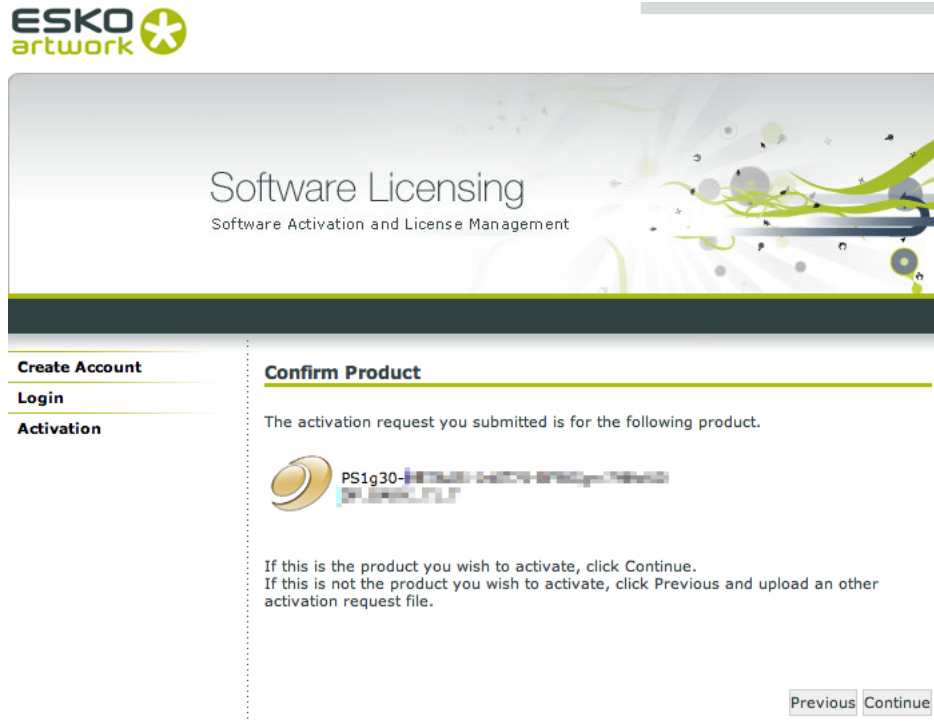 ESKO
artwork
Software Licensing
Software Activation and License Management
Create Account
Login
Activation
Confirm Product
The activation request you submitted is for the following product.
PS1g30-
If this is the product you wish to activate, click Continue.
If this is not the product you wish to activate, click Previous and upload an other
activation request file.
Previous Continue